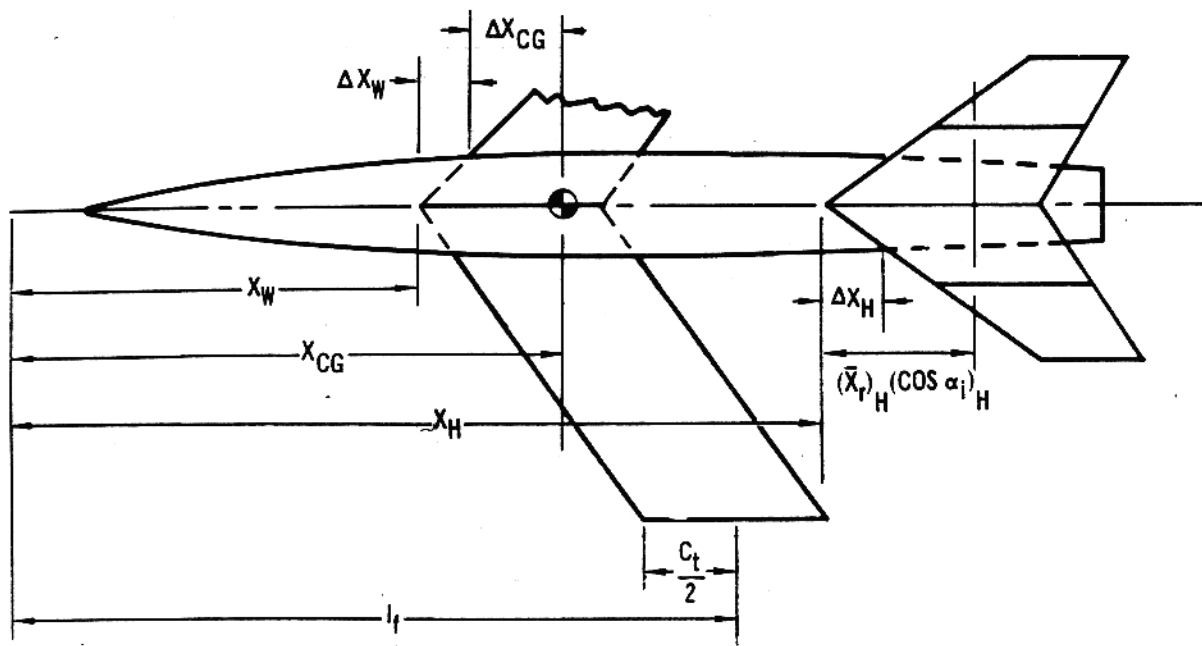 ΔX_CG
ΔX_W
X_W
ΔX_H
X_CG
(X̄_r)_H (COS α_i)_H
X_H
C_t
2
l_f